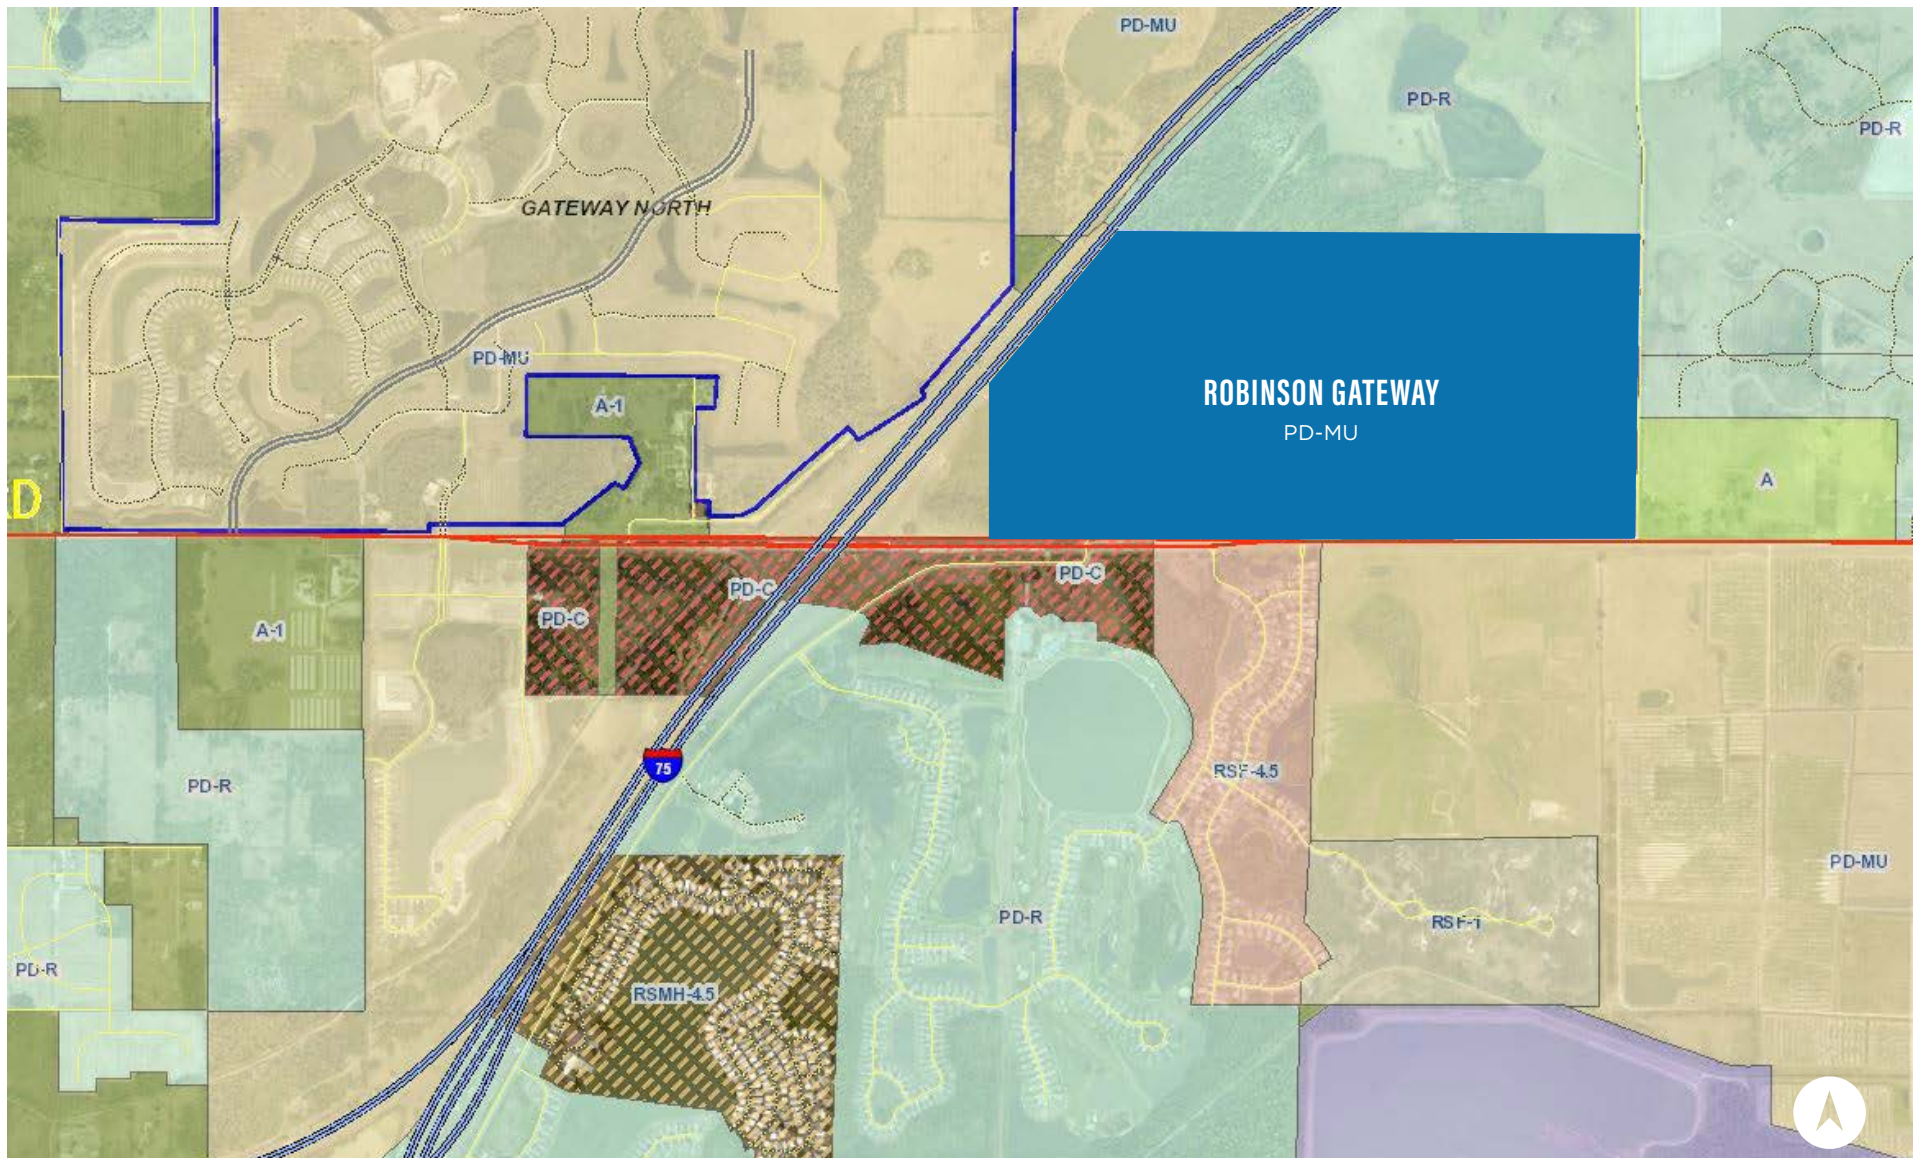 PD-MU
PD-R
PD-R
GATEWAY NORTH
PD-MU
A-1
ROBINSON GATEWAY
PD-MU
A
D
PD-C
PD-C
PD-C
A-1
75
RSF-4.5
PD-R
PD-MU
PD-R
RSF-1
PD-R
RSMH-4.5